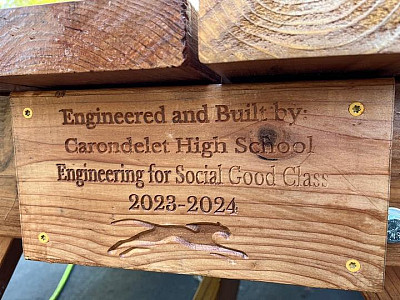 Engineered and Built by:
Carondelet High School
Engineering for Social Good Class
2023-2024